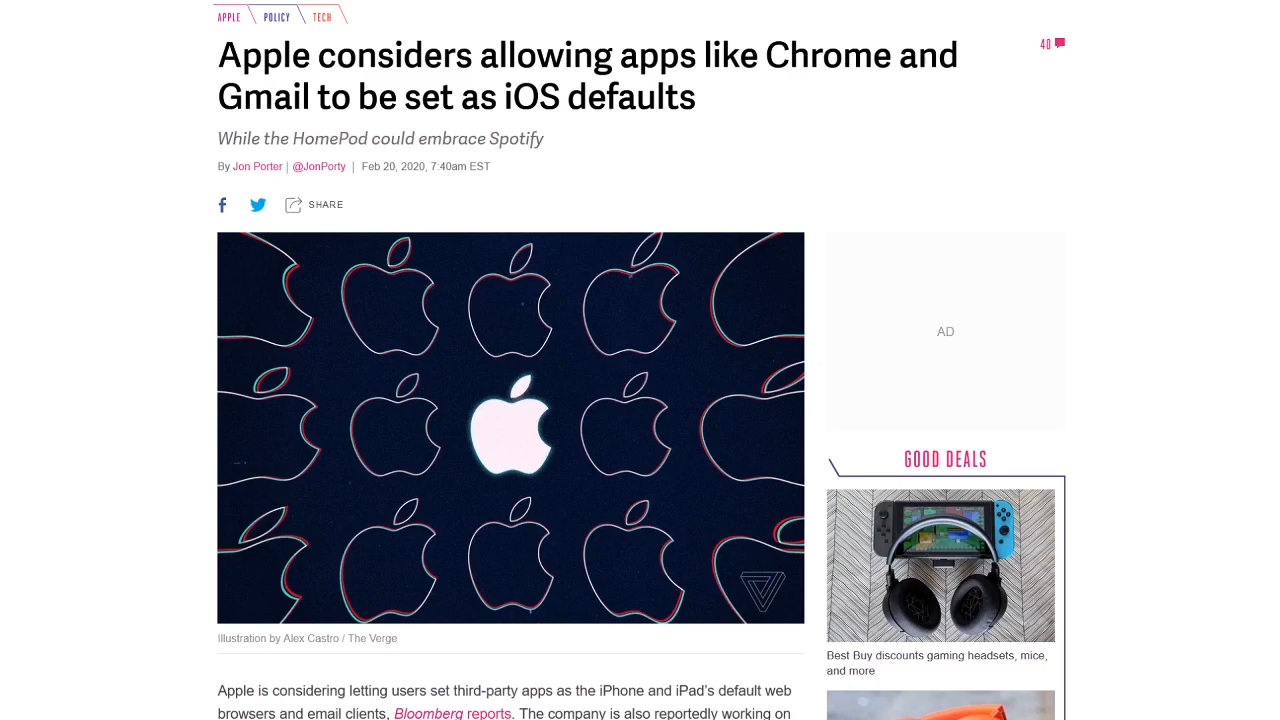 APPLE
POLICY
TECH
Apple considers allowing apps like Chrome and
Gmail to be set as iOS defaults
40
While the HomePod could embrace Spotify
By Jon Porter | @JonPorty | Feb 20, 2020, 7:40am EST
SHARE
AD
GOOD DEALS
Illustration by Alex Castro / The Verge
Best Buy discounts gaming headsets, mice,
and more
Apple is considering letting users set third-party apps as the iPhone and iPad's default web
browsers and email clients, Bloomberg reports. The company is also reportedly working on